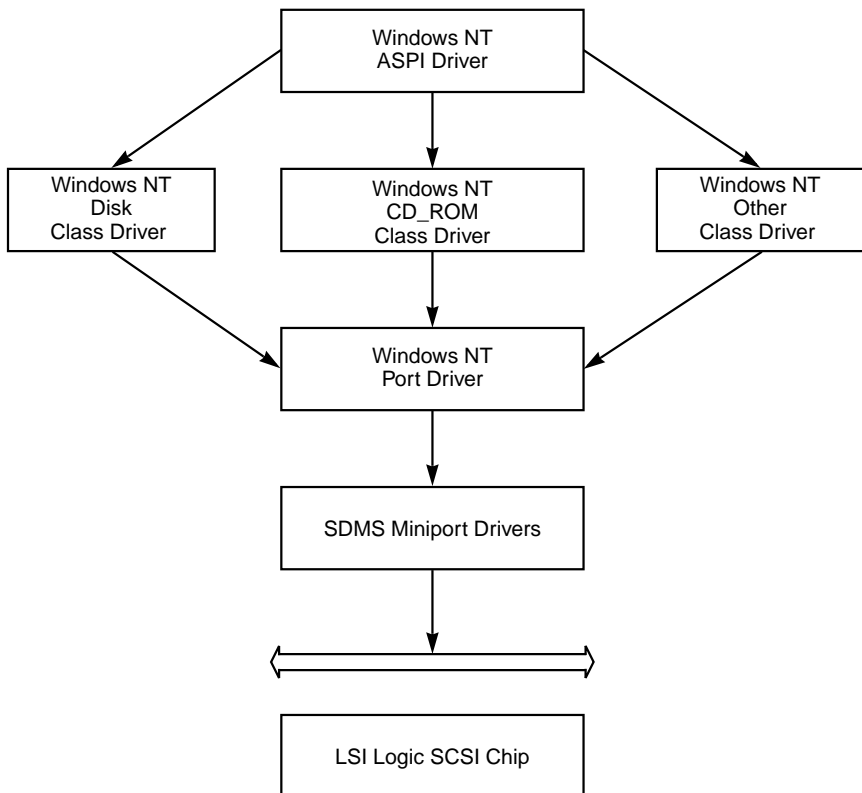 Windows NT
ASPI Driver
Windows NT
Disk
Class Driver
Windows NT
CD_ROM
Class Driver
Windows NT
Other
Class Driver
Windows NT
Port Driver
SDMS Miniport Drivers
LSI Logic SCSI Chip